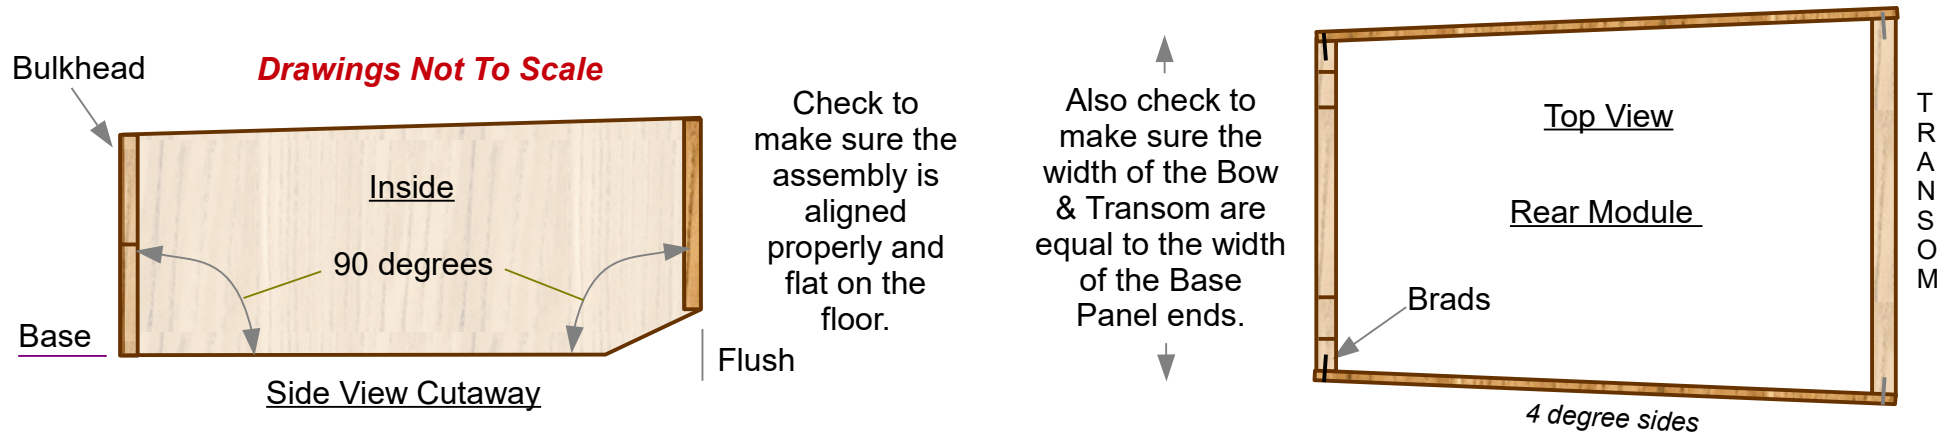 Bulkhead
Drawings Not To Scale
Inside
90 degrees
Base
Flush
Side View Cutaway
Check to
make sure the
assembly is
aligned
properly and
flat on the
floor.
Also check to
make sure the
width of the Bow
& Transom are
equal to the width
of the Base
Panel ends.
Top View
Rear Module
Brads
4 degree sides
TRANSOM